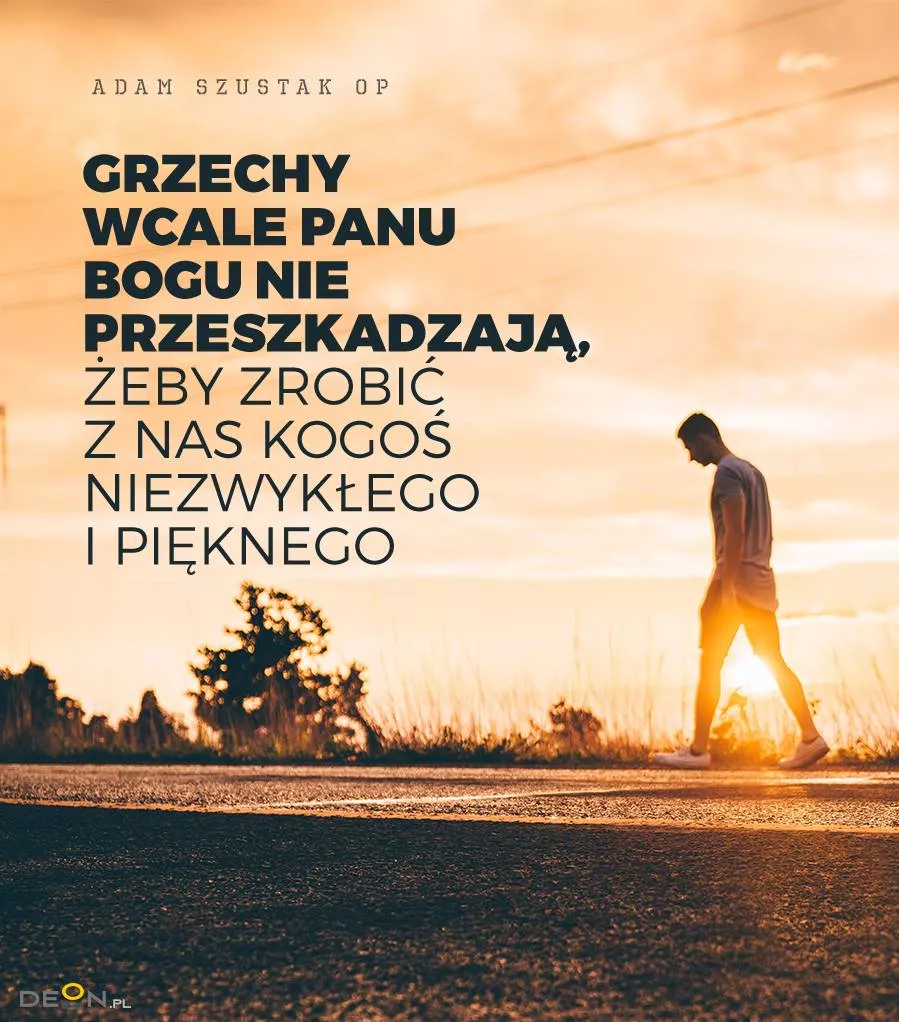 ADAM SZUSTAK OP
GRZECHY
WCALE PANU
BOGU NIE
PRZESZKADZAJĄ,
ŻEBY ZROBIĆ
Z NAS KOGOŚ
NIEZWYKŁEGO
I PIĘKNEGO
DEON.PL